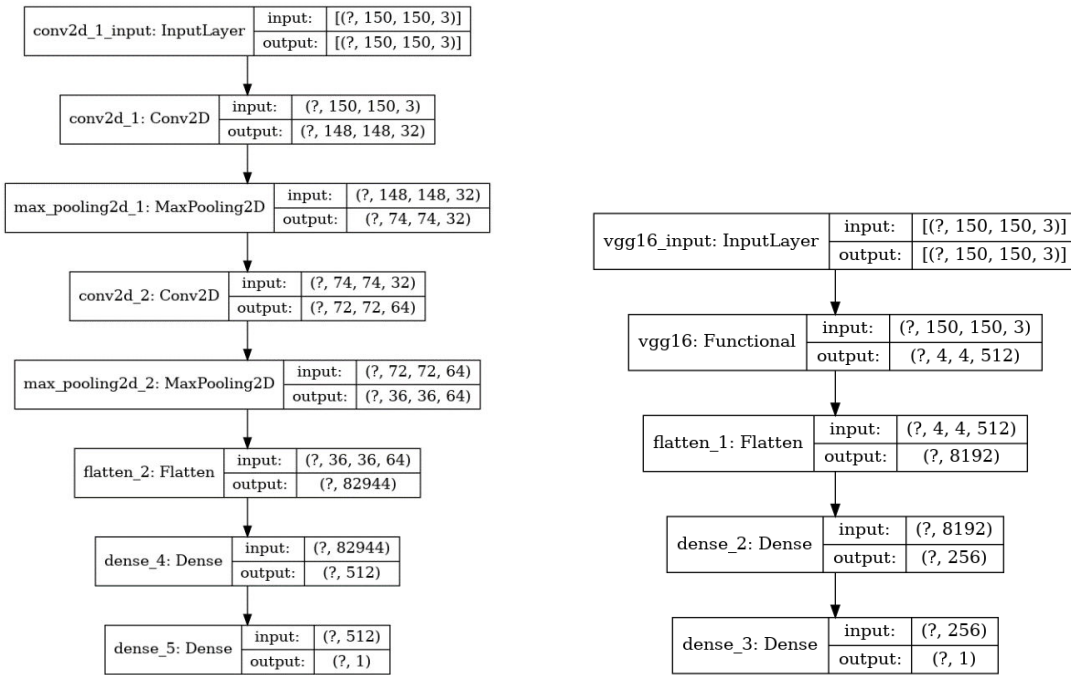 conv2d_1_input: InputLayer
input: [(?, 150, 150, 3)]
output: [(?, 150, 150, 3)]
conv2d_1: Conv2D
input: (?, 150, 150, 3)
output: (?, 148, 148, 32)
max_pooling2d_1: MaxPooling2D
input: (?, 148, 148, 32)
output: (?, 74, 74, 32)
conv2d_2: Conv2D
input: (?, 74, 74, 32)
output: (?, 72, 72, 64)
max_pooling2d_2: MaxPooling2D
input: (?, 72, 72, 64)
output: (?, 36, 36, 64)
flatten_2: Flatten
input: (?, 36, 36, 64)
output: (?, 82944)
dense_4: Dense
input: (?, 82944)
output: (?, 512)
dense_5: Dense
input: (?, 512)
output: (?, 1)
vgg16_input: InputLayer
input: [(?, 150, 150, 3)]
output: [(?, 150, 150, 3)]
vgg16: Functional
input: (?, 150, 150, 3)
output: (?, 4, 4, 512)
flatten_1: Flatten
input: (?, 4, 4, 512)
output: (?, 8192)
dense_2: Dense
input: (?, 8192)
output: (?, 256)
dense_3: Dense
input: (?, 256)
output: (?, 1)